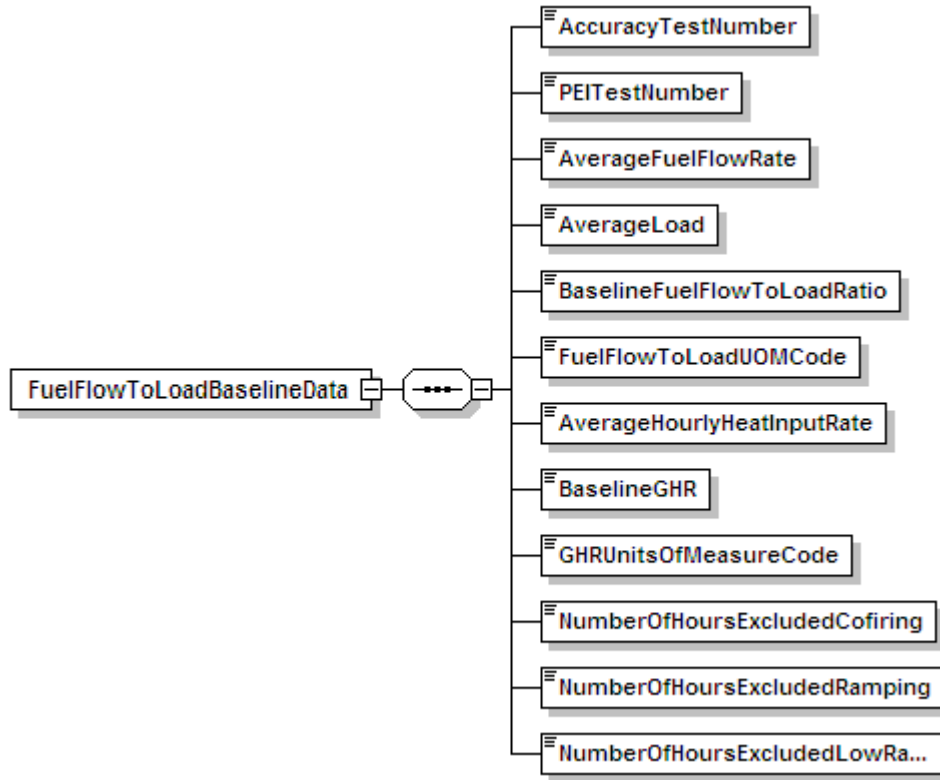 AccuracyTestNumber
PEITestNumber
AverageFuelFlowRate
AverageLoad
BaselineFuelFlowToLoadRatio
FuelFlowToLoadBaselineData
FuelFlowToLoadUOMCode
AverageHourlyHeatInputRate
BaselineGHR
GHRUnitsOfMeasureCode
NumberOfHoursExcludedCofiring
NumberOfHoursExcludedRamping
NumberOfHoursExcludedLowRa...